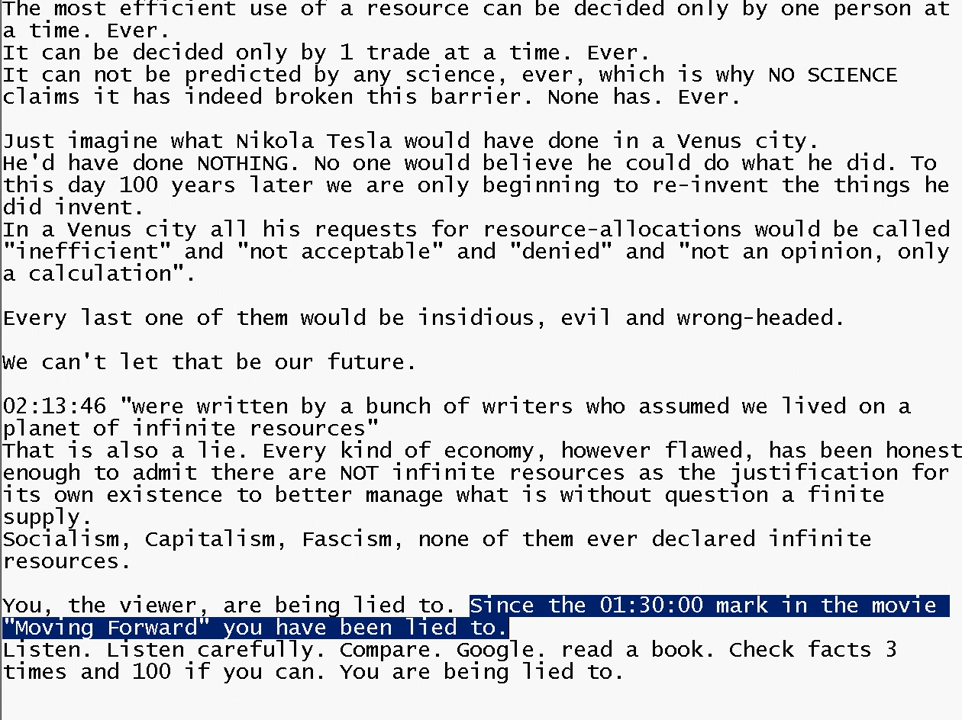 The most efficient use of a resource can be decided only by one person at
a time. Ever.
It can be decided only by 1 trade at a time. Ever.
It can not be predicted by any science, ever, which is why NO SCIENCE
claims it has indeed broken this barrier. None has. Ever.
Just imagine what Nikola Tesla would have done in a Venus city.
He'd have done NOTHING. No one would believe he could do what he did. To
this day 100 years later we are only beginning to re-invent the things he
did invent.
In a Venus city all his requests for resource-allocations would be called
"inefficient" and "not acceptable" and "denied" and "not an opinion, only
a calculation".
Every last one of them would be insidious, evil and wrong-headed.
We can't let that be our future.
02:13:46 "were written by a bunch of writers who assumed we lived on a
planet of infinite resources"
That is also a lie. Every kind of economy, however flawed, has been honest
enough to admit there are NOT infinite resources as the justification for
its own existence to better manage what is without question a finite
supply.
Socialism, Capitalism, Fascism, none of them ever declared infinite
resources.
You, the viewer, are being lied to. Since the 01:30:00 mark in the movie
"Moving Forward" you have been lied to.
Listen. Listen carefully. Compare. Google. read a book. Check facts 3
times and 100 if you can. You are being lied to.